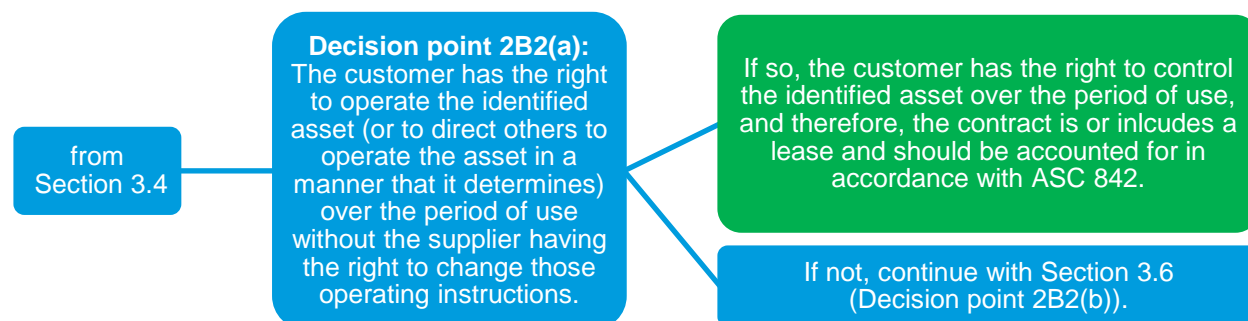 from
Section 3.4
Decision point 2B2(a):
The customer has the right
to operate the identified
asset (or to direct others to
operate the asset in a
manner that it determines)
over the period of use
without the supplier having
the right to change those
operating instructions.
If so, the customer has the right to control
the identified asset over the period of use,
and therefore, the contract is or inlcudes a
lease and should be accounted for in
accordance with ASC 842.
If not, continue with Section 3.6
(Decision point 2B2(b)).